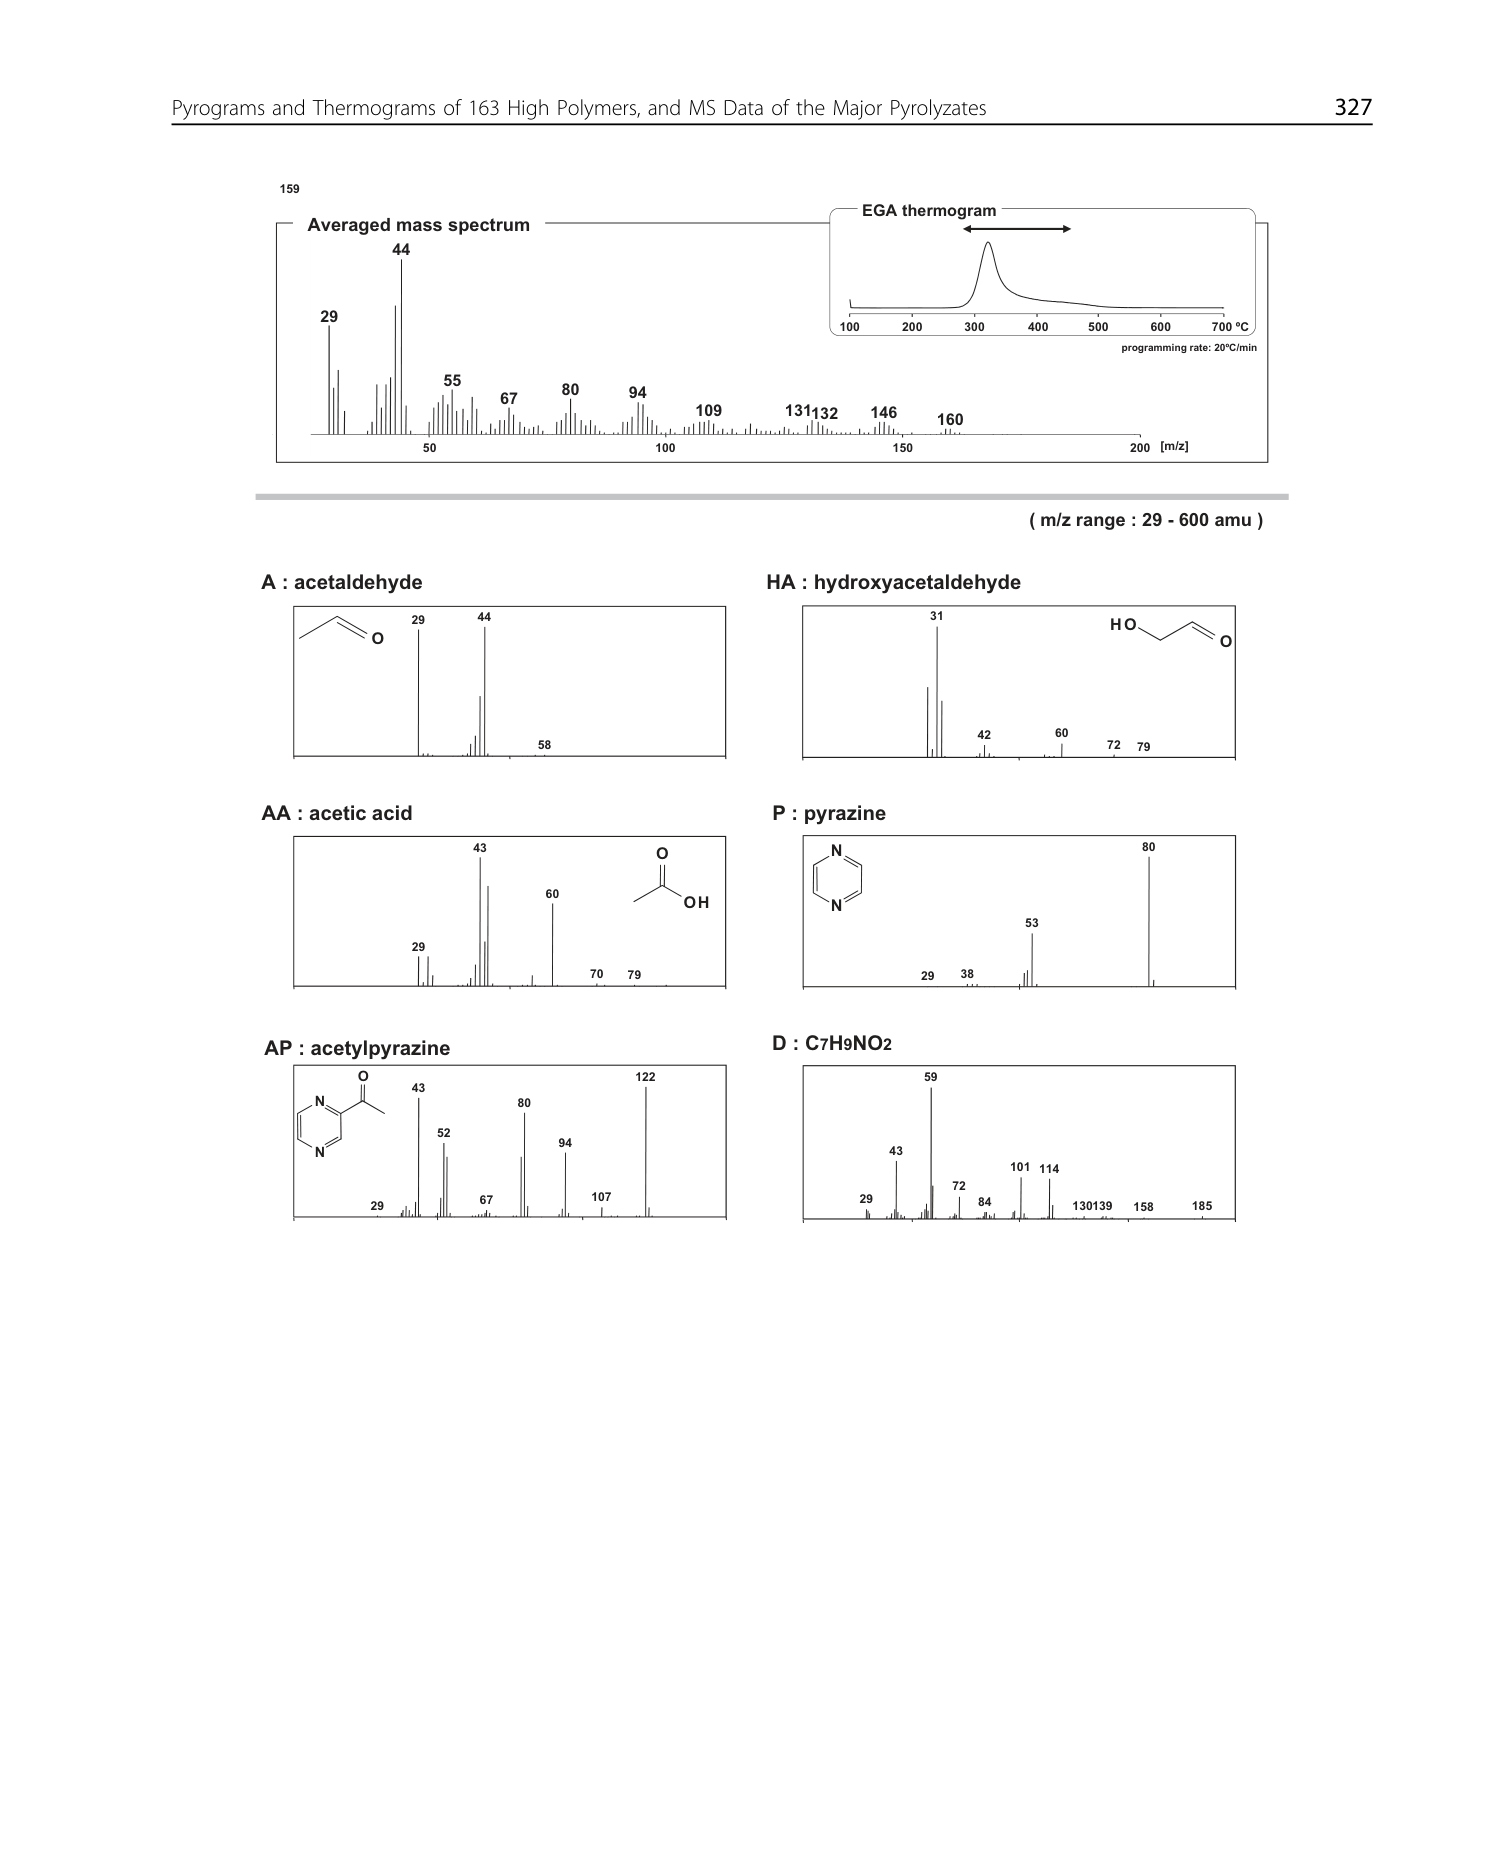 Pyrograms and Thermograms of 163 High Polymers, and MS Data of the Major Pyrolyzates 327
159
Averaged mass spectrum
EGA thermogram
44
29
55
67
80
94
109
131 132
146
160
50 100 150 200 [m/z]
100 200 300 400 500 600 700 ºC
programming rate: 20ºC/min
( m/z range : 29 - 600 amu )
A : acetaldehyde
O
29
44
58
HA : hydroxyacetaldehyde
31
HO
O
42
60
72
79
AA : acetic acid
43
O
OH
60
29
70
79
P : pyrazine
N
N
80
53
29
38
AP : acetylpyrazine
O
N
N
43
122
80
52
94
29
67
107
D : C7H9NO2
59
43
101
114
72
29
84
130 139
158
185